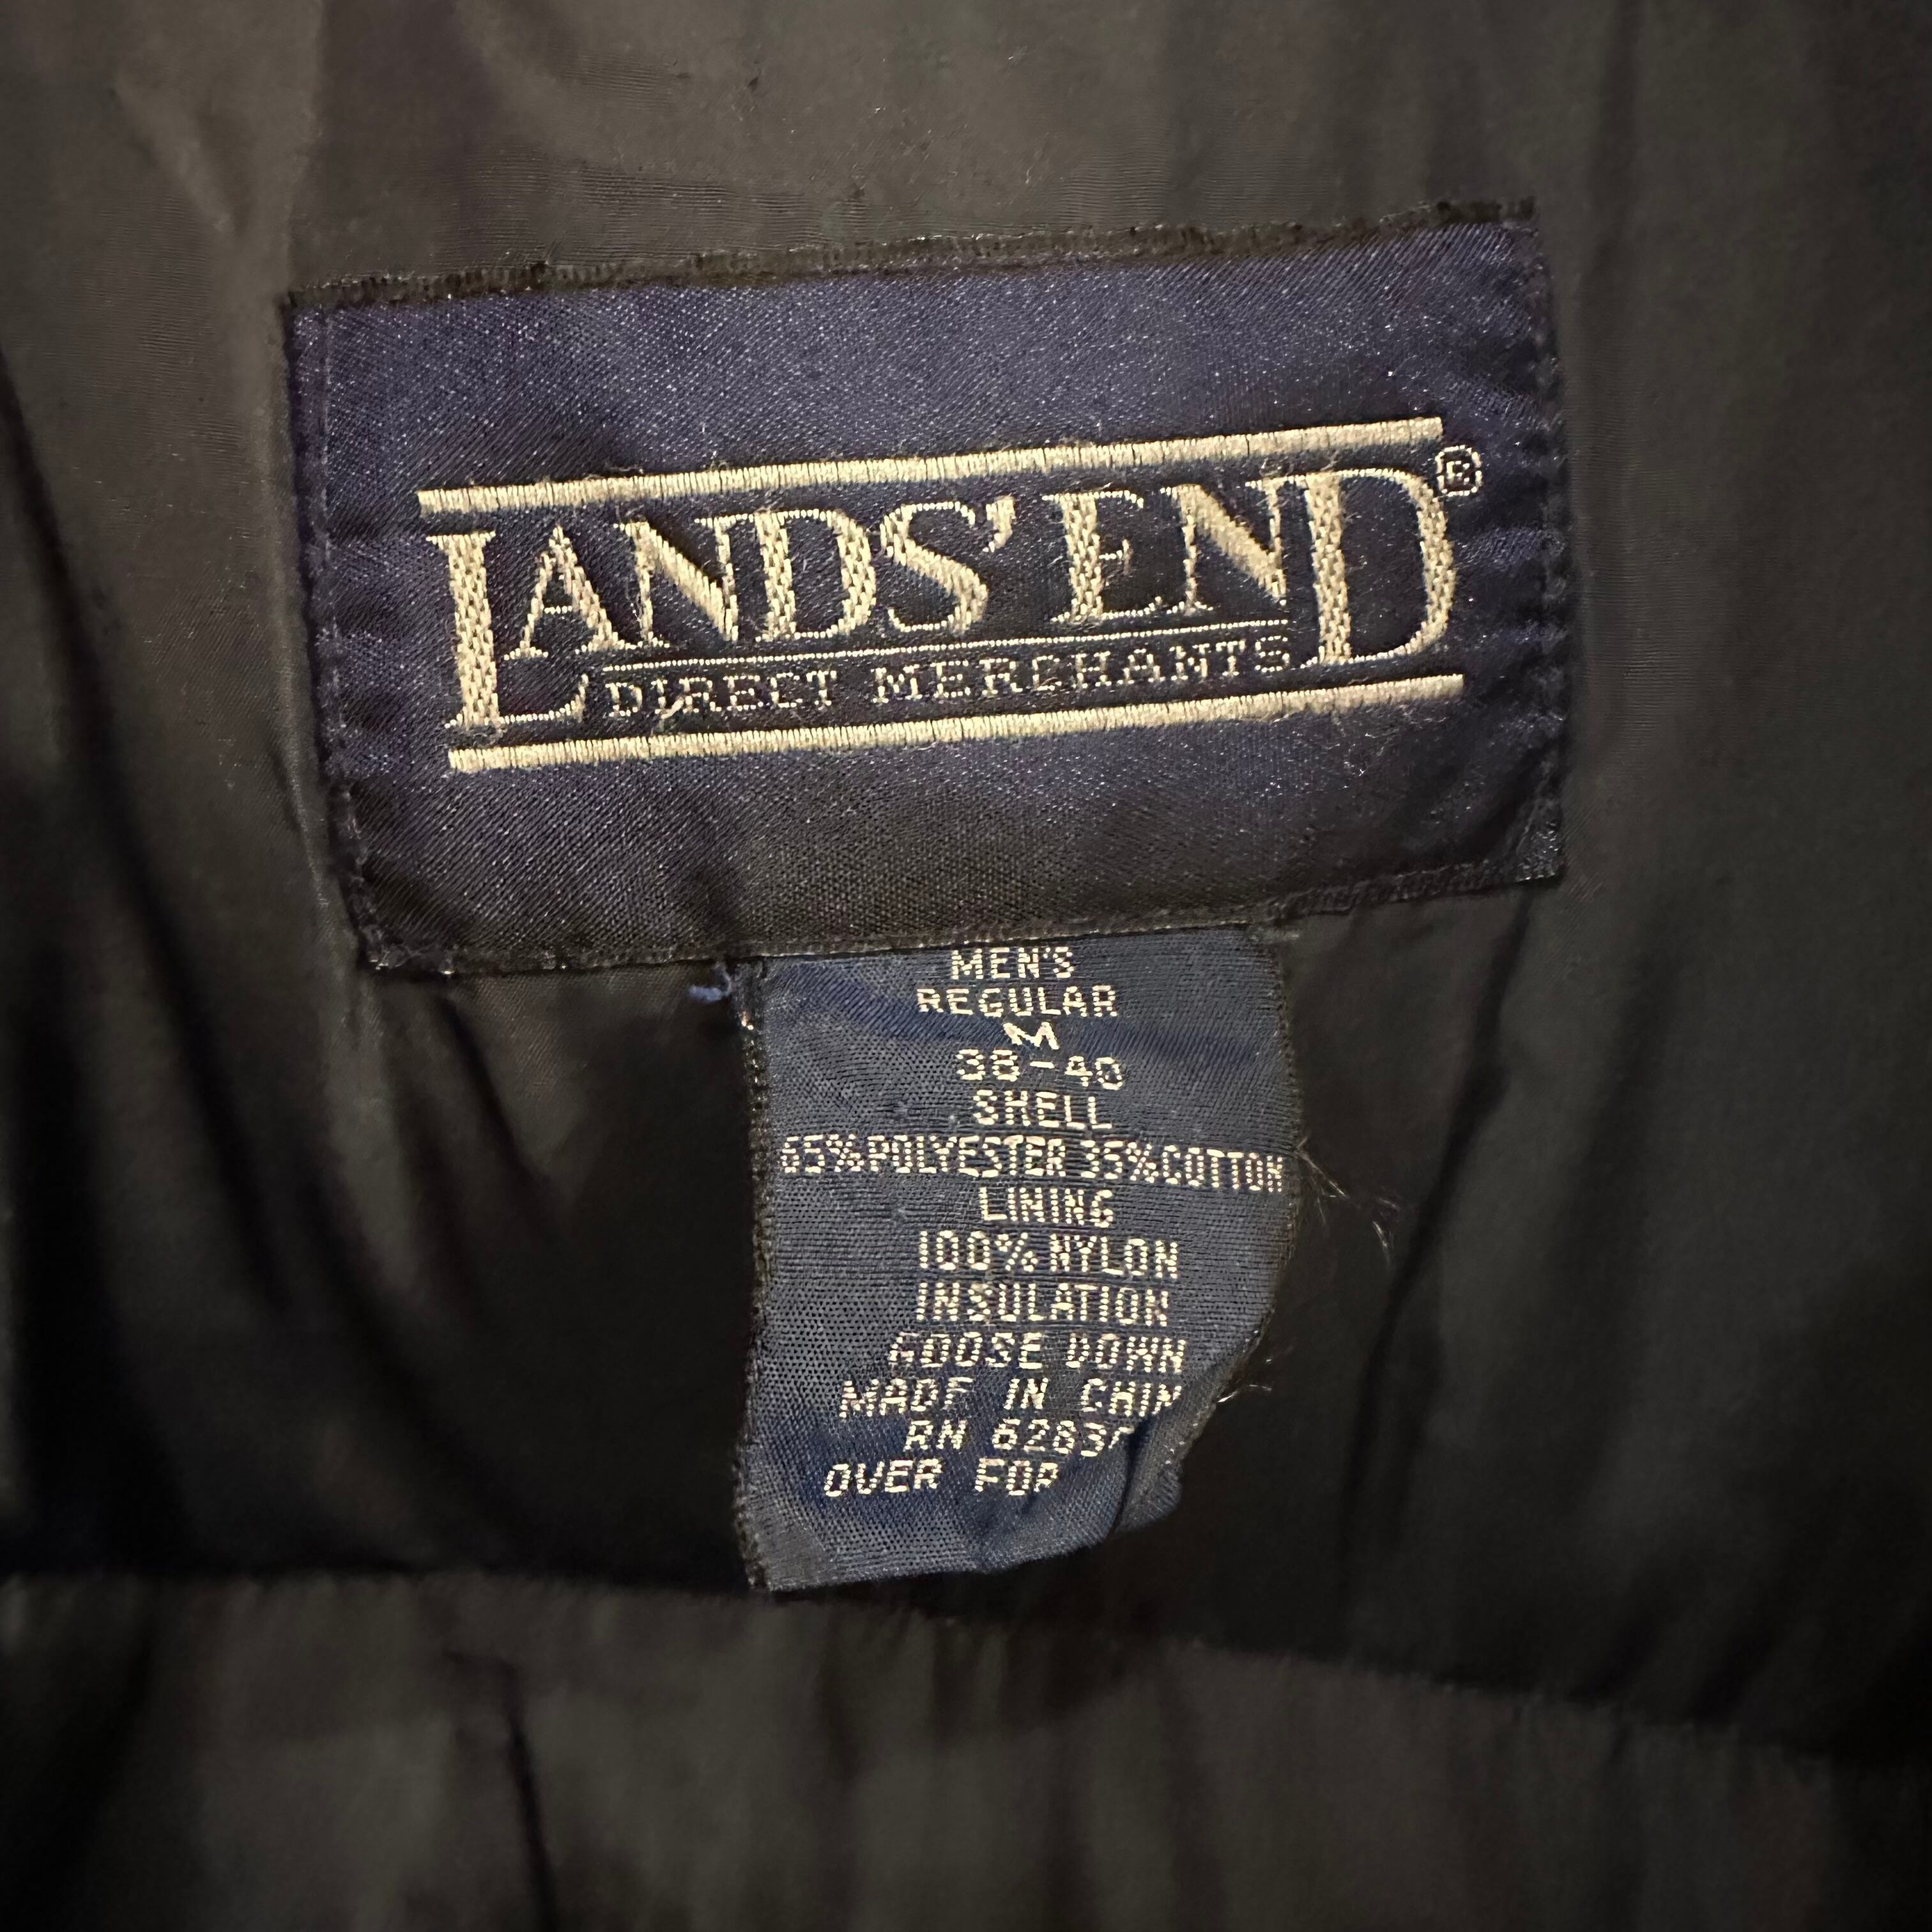 LANDS' END®
DIRECT MERCHANTS
MEN'S
REGULAR
M
38-40
SHELL
65%POLYESTER 35%COTTON
LINING
100% NYLON
INSULATION
GOOSE DOWN
MADE IN CHIN
RN 6283
OVER FOR